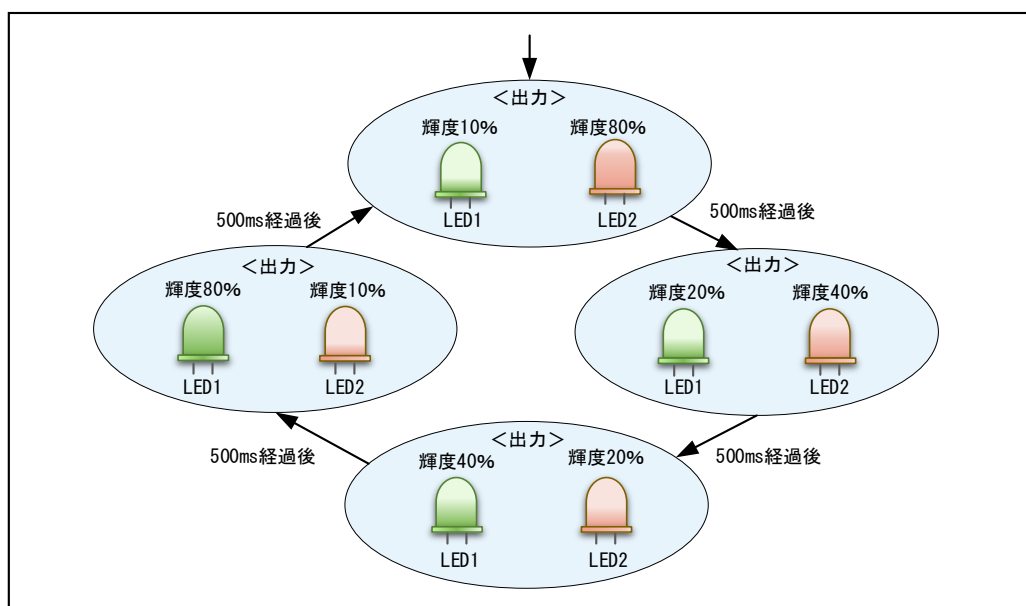 ＜出力＞
輝度10%
輝度80%
LED1
LED2
500ms経過後
500ms経過後
＜出力＞
輝度80%
輝度10%
LED1
LED2
＜出力＞
輝度20%
輝度40%
LED1
LED2
500ms経過後
500ms経過後
＜出力＞
輝度40%
輝度20%
LED1
LED2